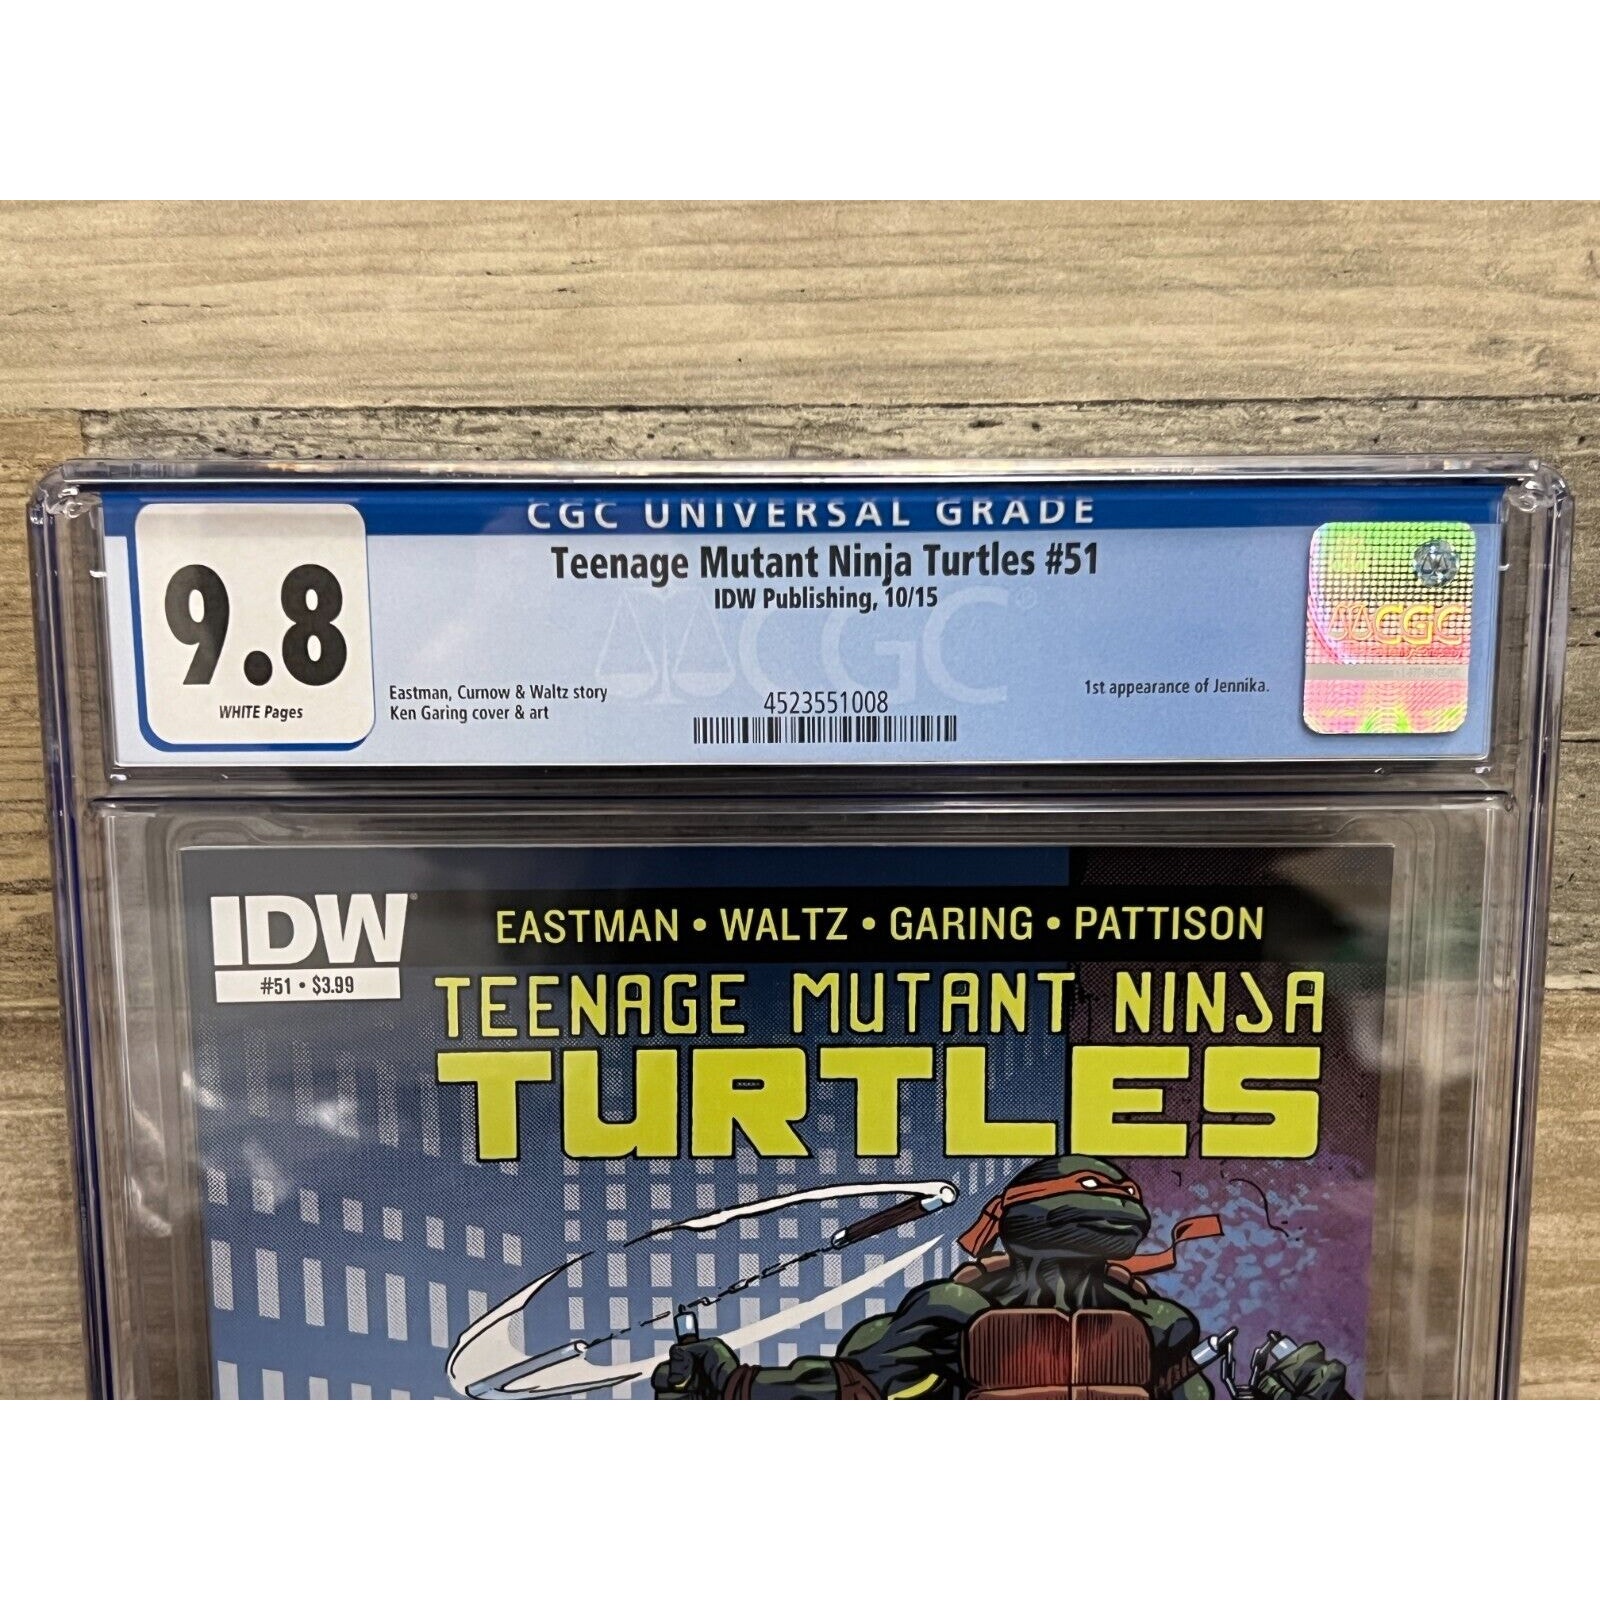 CGC UNIVERSAL GRADE
9.8
WHITE Pages
Teenage Mutant Ninja Turtles #51
IDW Publishing, 10/15
CGC®
Eastman, Curnow & Waltz story
Ken Garing cover & art
4523551008
1st appearance of Jennika.
CGC
IDW
#51 • $3.99
EASTMAN • WALTZ • GARING • PATTISON
TEENAGE MUTANT NINJA
TURTLES